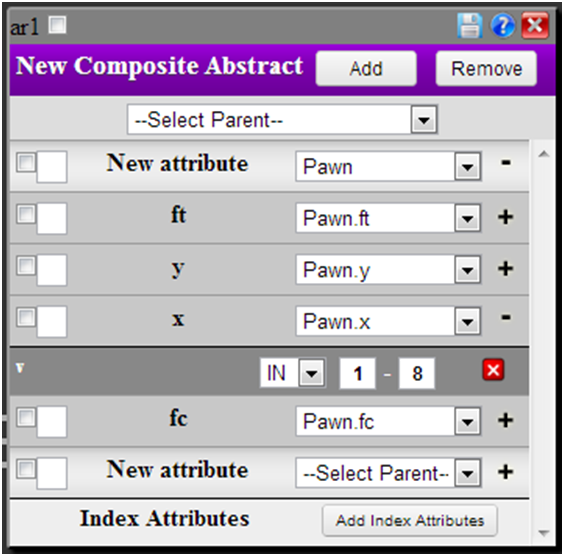 ar1
New Composite Abstract Add Remove
--Select Parent--
New attribute Pawn -
ft Pawn.ft +
y Pawn.y +
x Pawn.x -
v IN 1 - 8
fc Pawn.fc +
New attribute --Select Parent-- +
Index Attributes Add Index Attributes